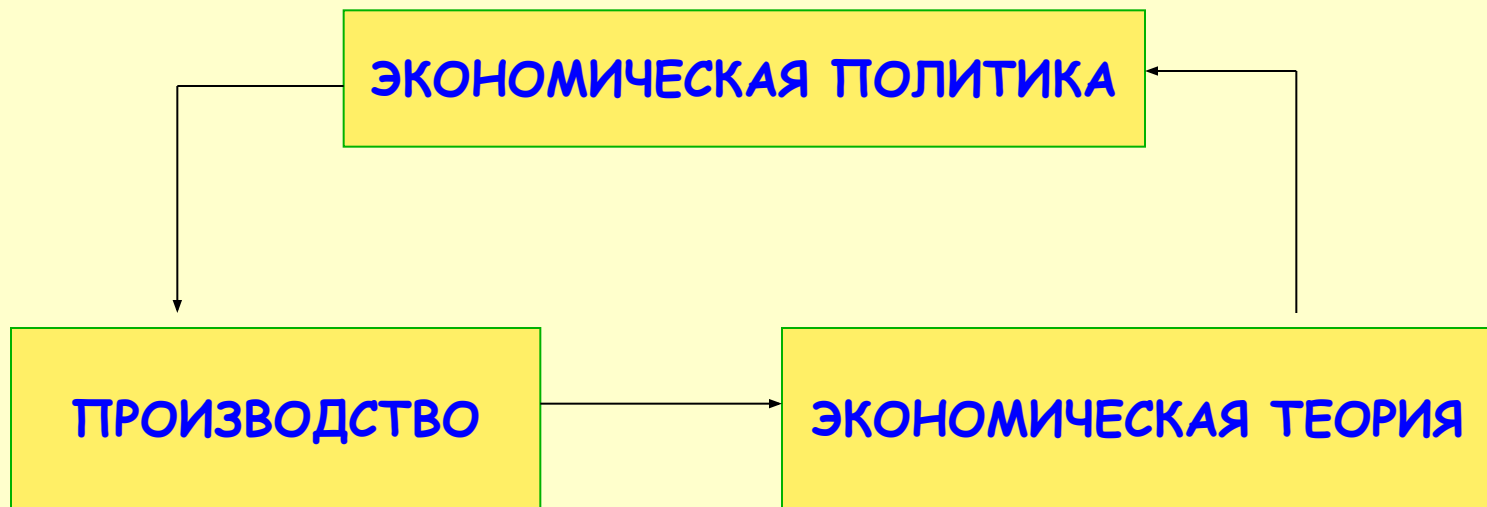 ЭКОНОМИЧЕСКАЯ ПОЛИТИКА
ПРОИЗВОДСТВО
ЭКОНОМИЧЕСКАЯ ТЕОРИЯ